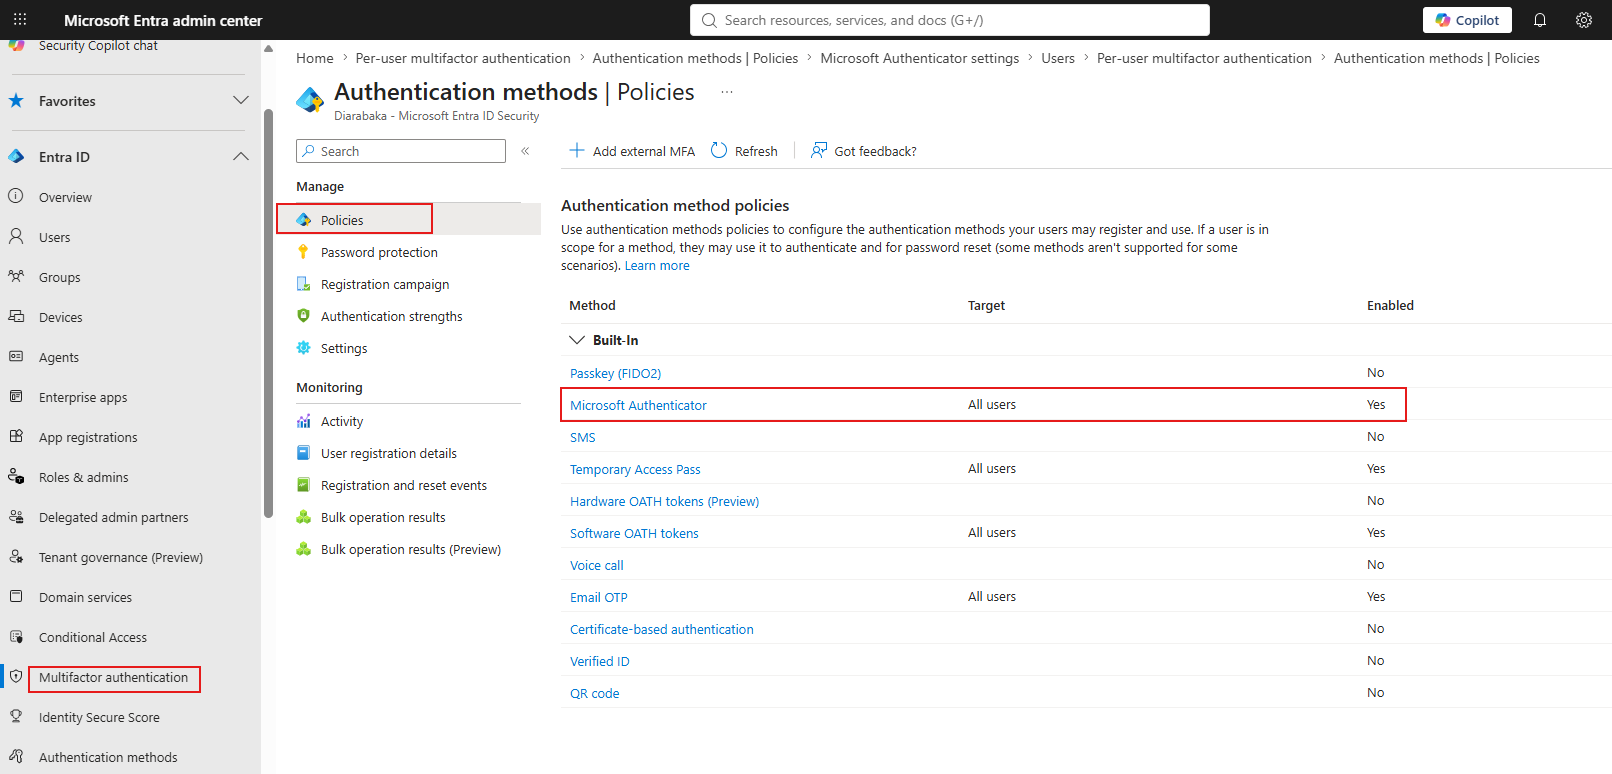 Microsoft Entra admin center
Search resources, services, and docs (G+/)
Copilot
Security Copilot chat
Favorites
Entra ID
Overview
Users
Groups
Devices
Agents
Enterprise apps
App registrations
Roles & admins
Delegated admin partners
Tenant governance (Preview)
Domain services
Conditional Access
Multifactor authentication
Identity Secure Score
Authentication methods
Home > Per-user multifactor authentication > Authentication methods | Policies > Microsoft Authenticator settings > Users > Per-user multifactor authentication > Authentication methods | Policies
Authentication methods | Policies ...
Diarabaka - Microsoft Entra ID Security
Search
«
Manage
Policies
Password protection
Registration campaign
Authentication strengths
Settings
Monitoring
Activity
User registration details
Registration and reset events
Bulk operation results
Bulk operation results (Preview)
Add external MFA
Refresh
Got feedback?
Authentication method policies
Use authentication methods policies to configure the authentication methods your users may register and use. If a user is in
scope for a method, they may use it to authenticate and for password reset (some methods aren't supported for some
scenarios). Learn more
Method Target Enabled
Built-In
Passkey (FIDO2) No
Microsoft Authenticator All users Yes
SMS No
Temporary Access Pass All users Yes
Hardware OATH tokens (Preview) No
Software OATH tokens All users Yes
Voice call No
Email OTP All users Yes
Certificate-based authentication No
Verified ID No
QR code No